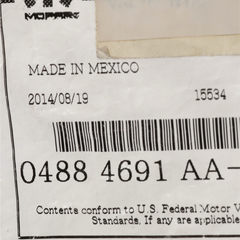 MOPAR
MADE IN MEXICO
2014/08/19 15534
0488 4691 AA-
Contents conform to U.S. Federal Motor V
Standards. If any are applicable